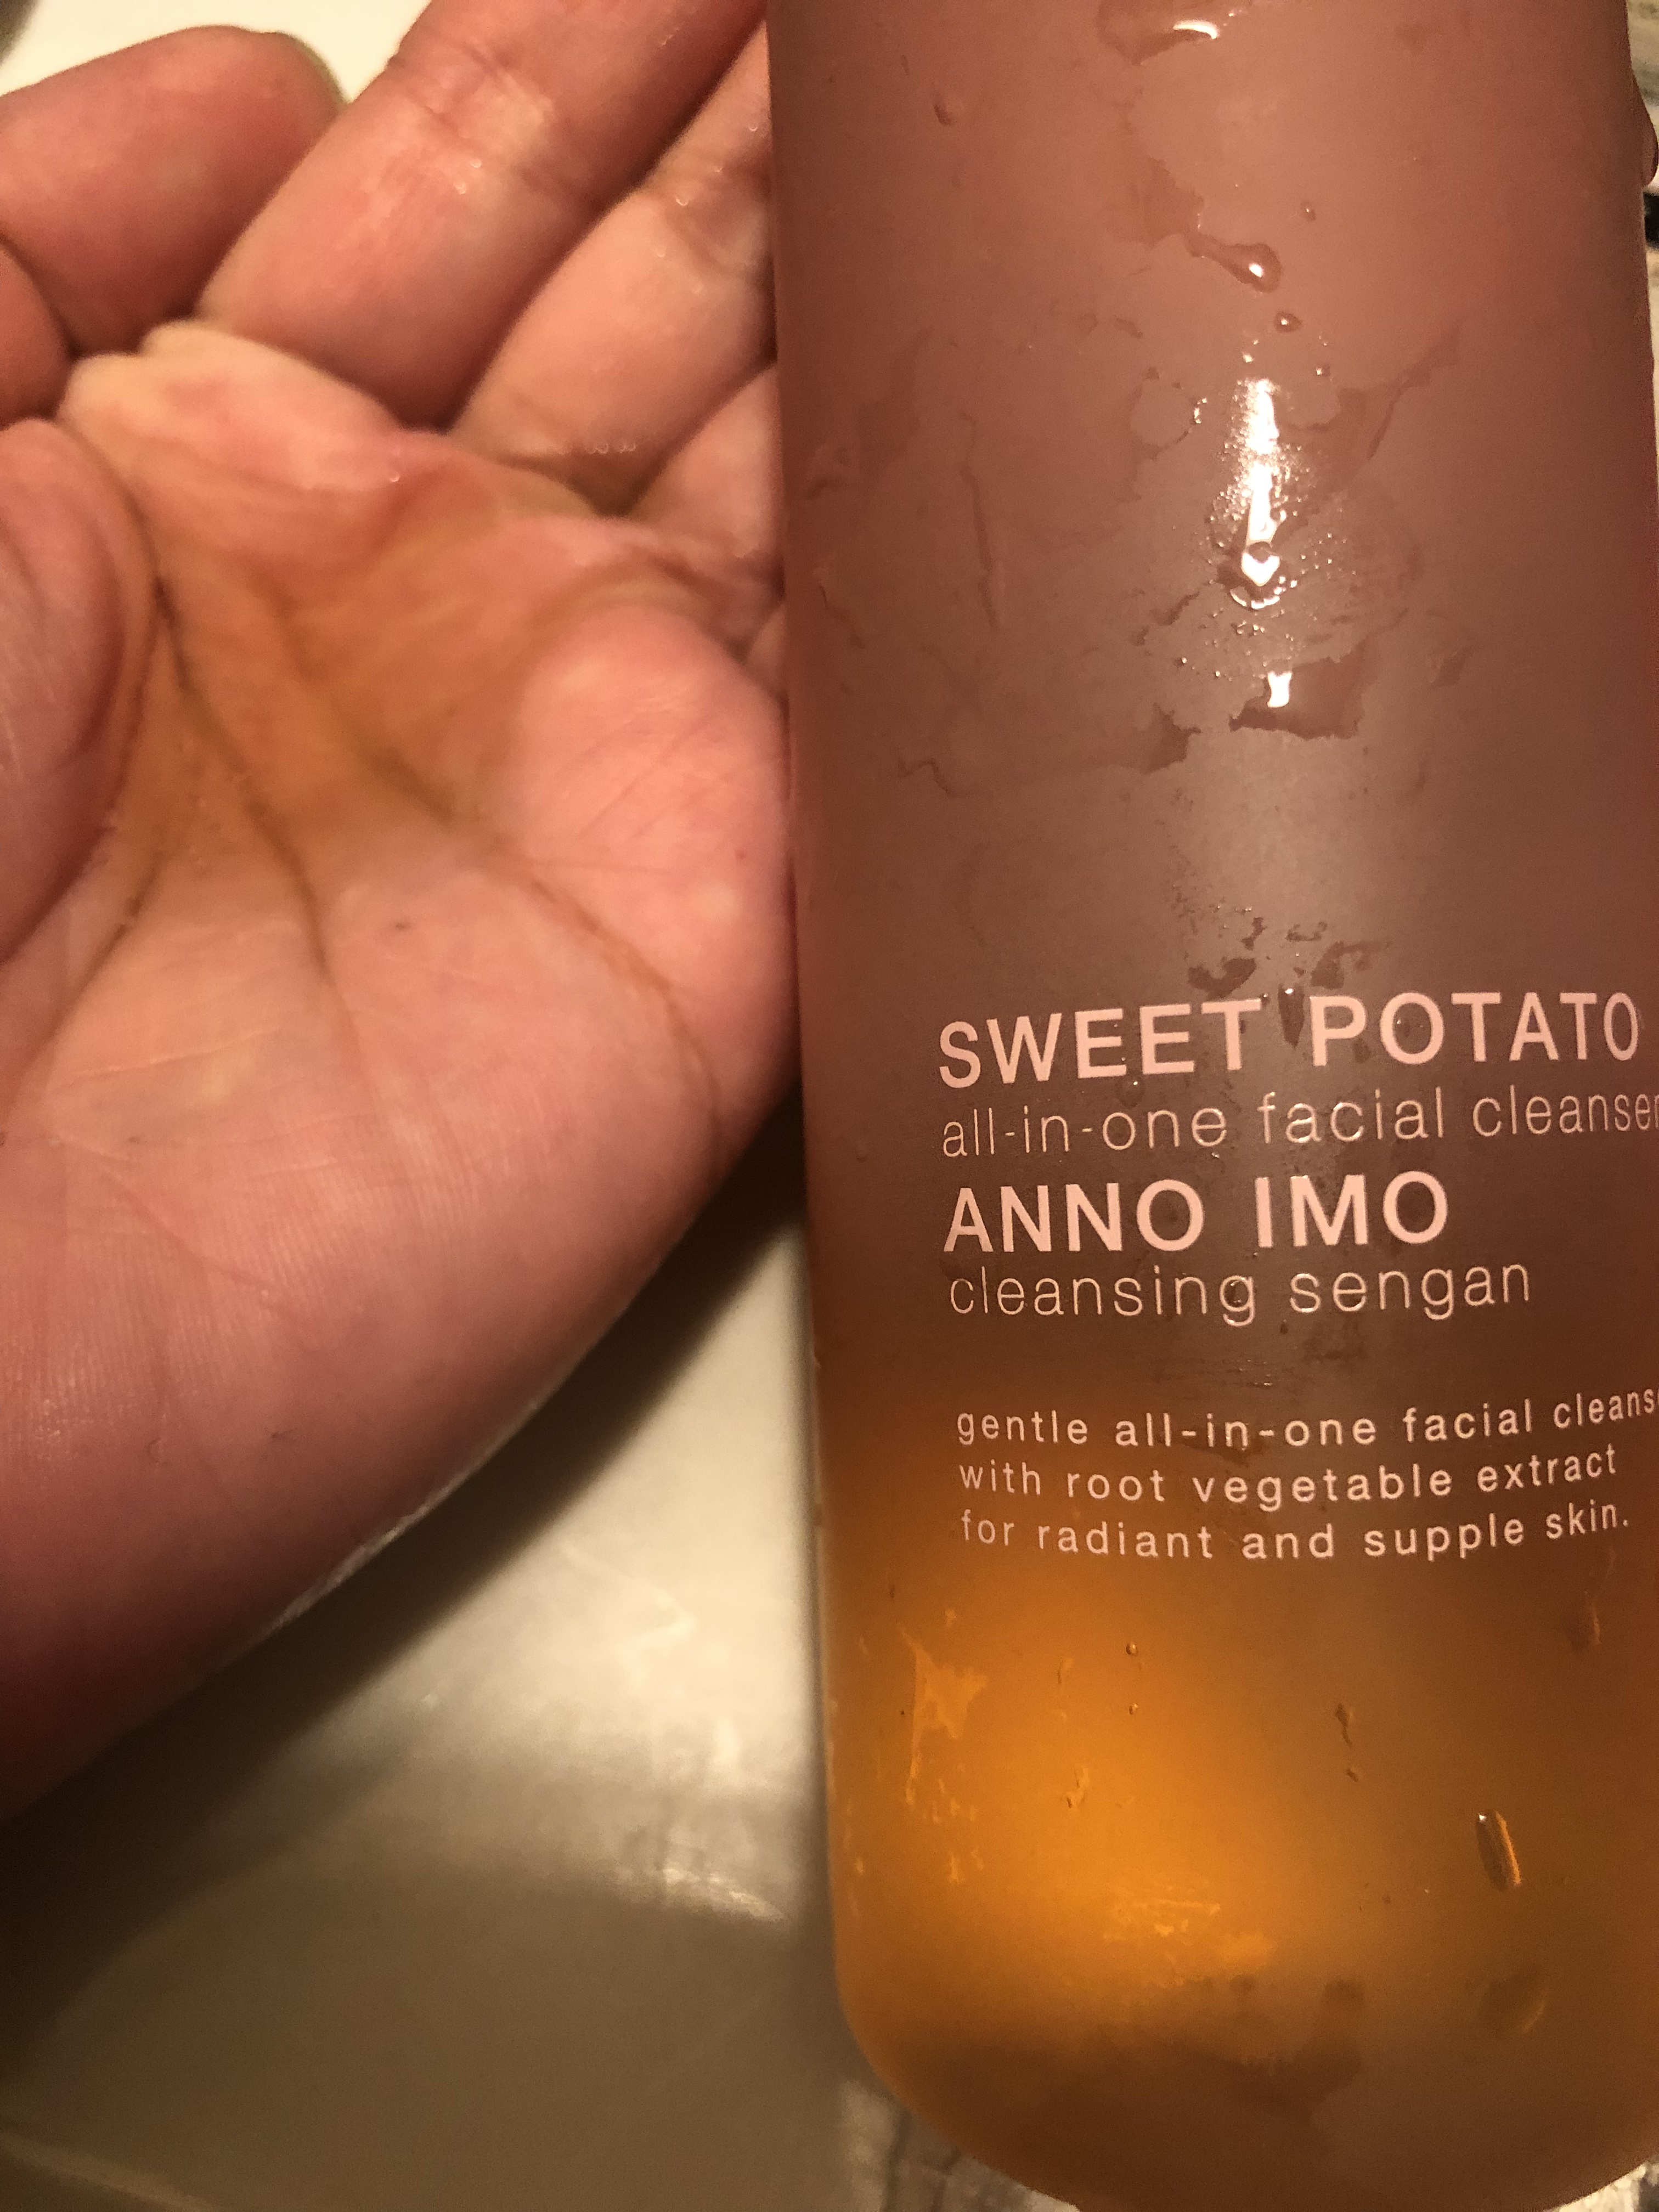 SWEET POTATO
all-in-one facial cleanser
ANNO IMO
cleansing sengan
gentle all-in-one facial
with root vegetable extract
for radiant and supple skin.